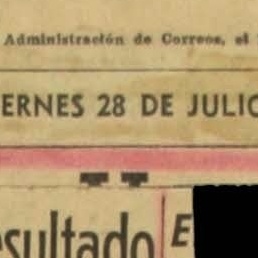 Administración de Correos, el
ERNES 28 DE JULIO
esultado E